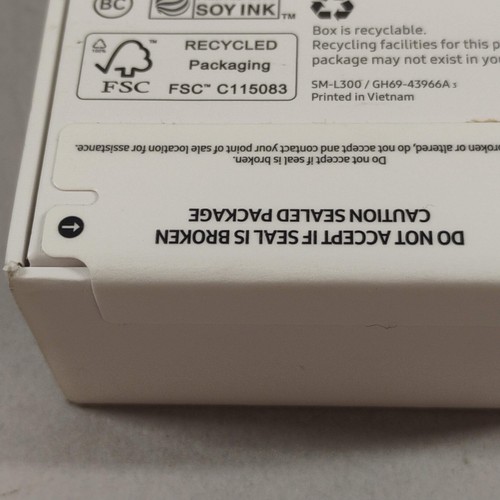 BC
SOY INK™
RECYCLED
Packaging
FSC
FSC™ C115083
Box is recyclable.
Recycling facilities for this
package may not exist in
SM-L300 / GH69-43966A
Printed in Vietnam
DO NOT ACCEPT IF SEAL IS BROKEN
CAUTION SEALED PACKAGE
Do not accept if seal is broken.
or altered, do not accept and contact your point of sale location for assistance.